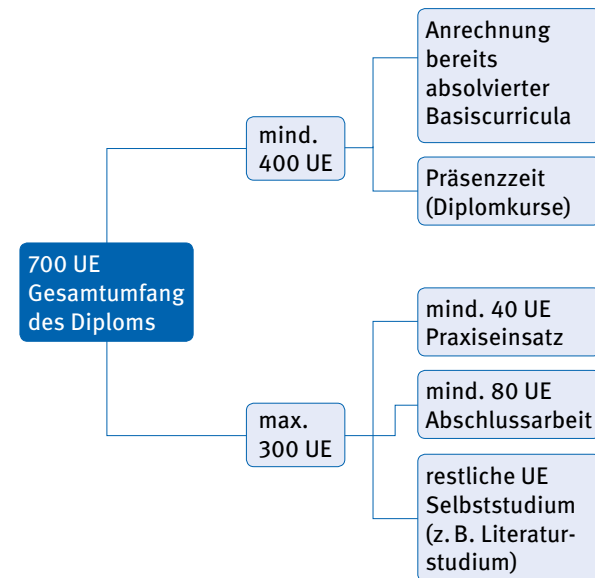 700 UE
Gesamtumfang
des Diploms
mind.
400 UE
Anrechnung
bereits
absolvierter
Basiscurricula
Präsenzzeit
(Diplomkurse)
max.
300 UE
mind. 40 UE
Praxiseinsatz
mind. 80 UE
Abschlussarbeit
restliche UE
Selbststudium
(z. B. Literatur-
studium)